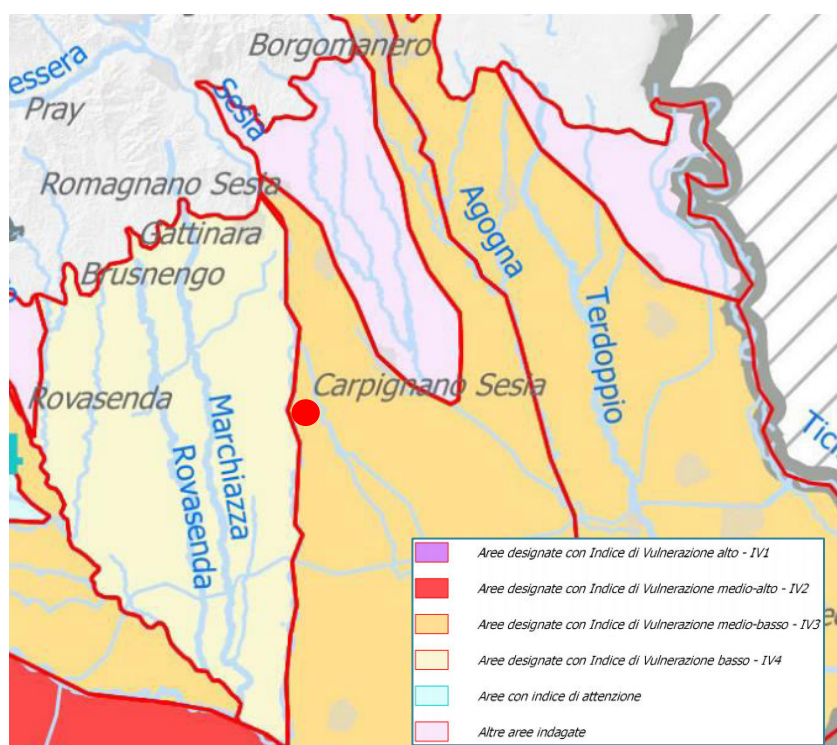 Borgomanero
essera
Pray
Sesia
Romagnano Sesia
Gattinara
Agogna
Brusnengo
Terdoppio
Carpignano Sesia
Rovasenda
Marchiazza
Rovasenda
Aree designate con Indice di Vulnerazione alto - IV1
Aree designate con Indice di Vulnerazione medio-alto - IV2
Aree designate con Indice di Vulnerazione medio-basso - IV3
Aree designate con Indice di Vulnerazione basso - IV4
Aree con indice di attenzione
Altre aree indagate